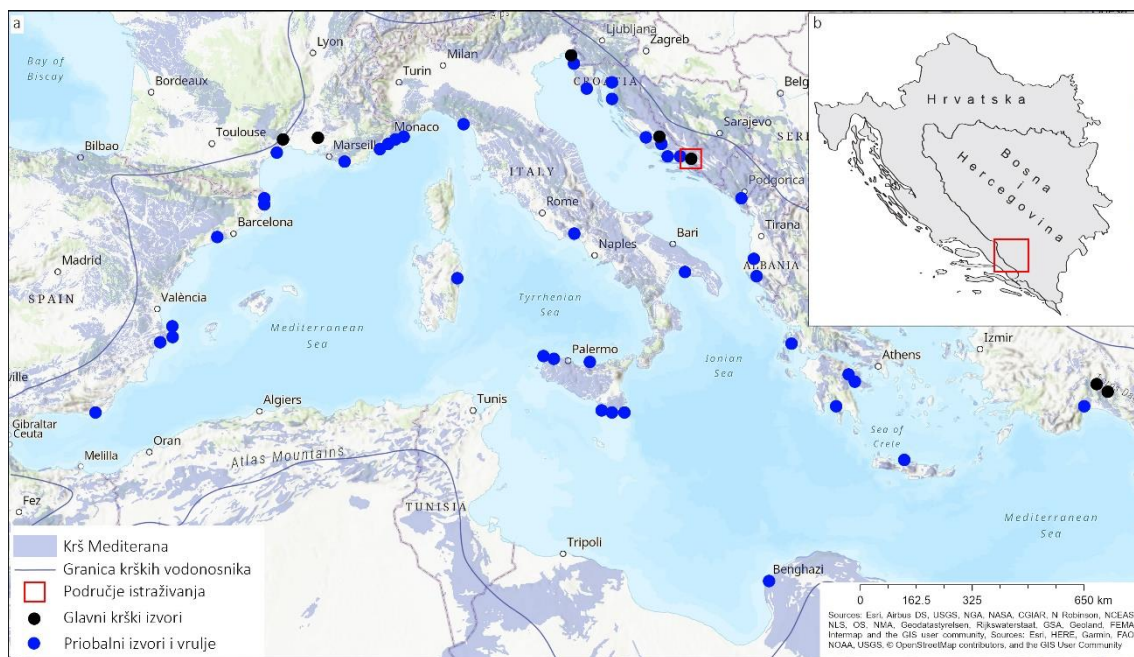 a
Bay of
Biscay
Lyon
Bordeaux
Milan
Turin
Ljubljana
Zagreb
CROATIA
Toulouse
Monaco
Marseille
Bilbao
Sarajevo
ITALY
Podgorica
Rome
Tirana
Barcelona
Naples
Bari
ALBANIA
Madrid
SPAIN
València
Tyrrhenian
Sea
Mediterranean
Sea
Palermo
Ionian
Sea
Athens
Izmir
Gibraltar
Ceuta
Algiers
Tunis
Sea of
Crete
Melilla
Oran
Atlas Mountains
Fez
TUNISIA
Mediterranean
Sea
Tripoli
Benghazi
b
Hrvatska
Bosna
i
Hercegovina
Krš Mediterana
Granica krških vodonosnika
Područje istraživanja
Glavni krški izvori
Priobalni izvori i vrulje
0 162.5 325 650 km
Sources: Esri, Airbus DS, USGS, NGA, NASA, CGIAR, N Robinson, NCEAS
NLS, OS, NMA, Geodatastyrelsen, Rijkswaterstaat, GSA, Geoland, FEMA
Intermap and the GIS user community, Sources: Esri, HERE, Garmin, FAO
NOAA, USGS, © OpenStreetMap contributors, and the GIS User Community